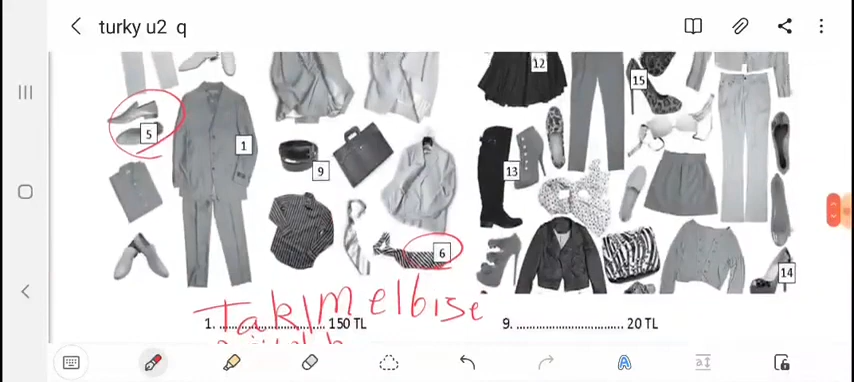 turky u2 q
12
15
5
1
9
13
6
14
Takım elbise
1. .............................. 150 TL
9. .............................. 20 TL
A
a‡